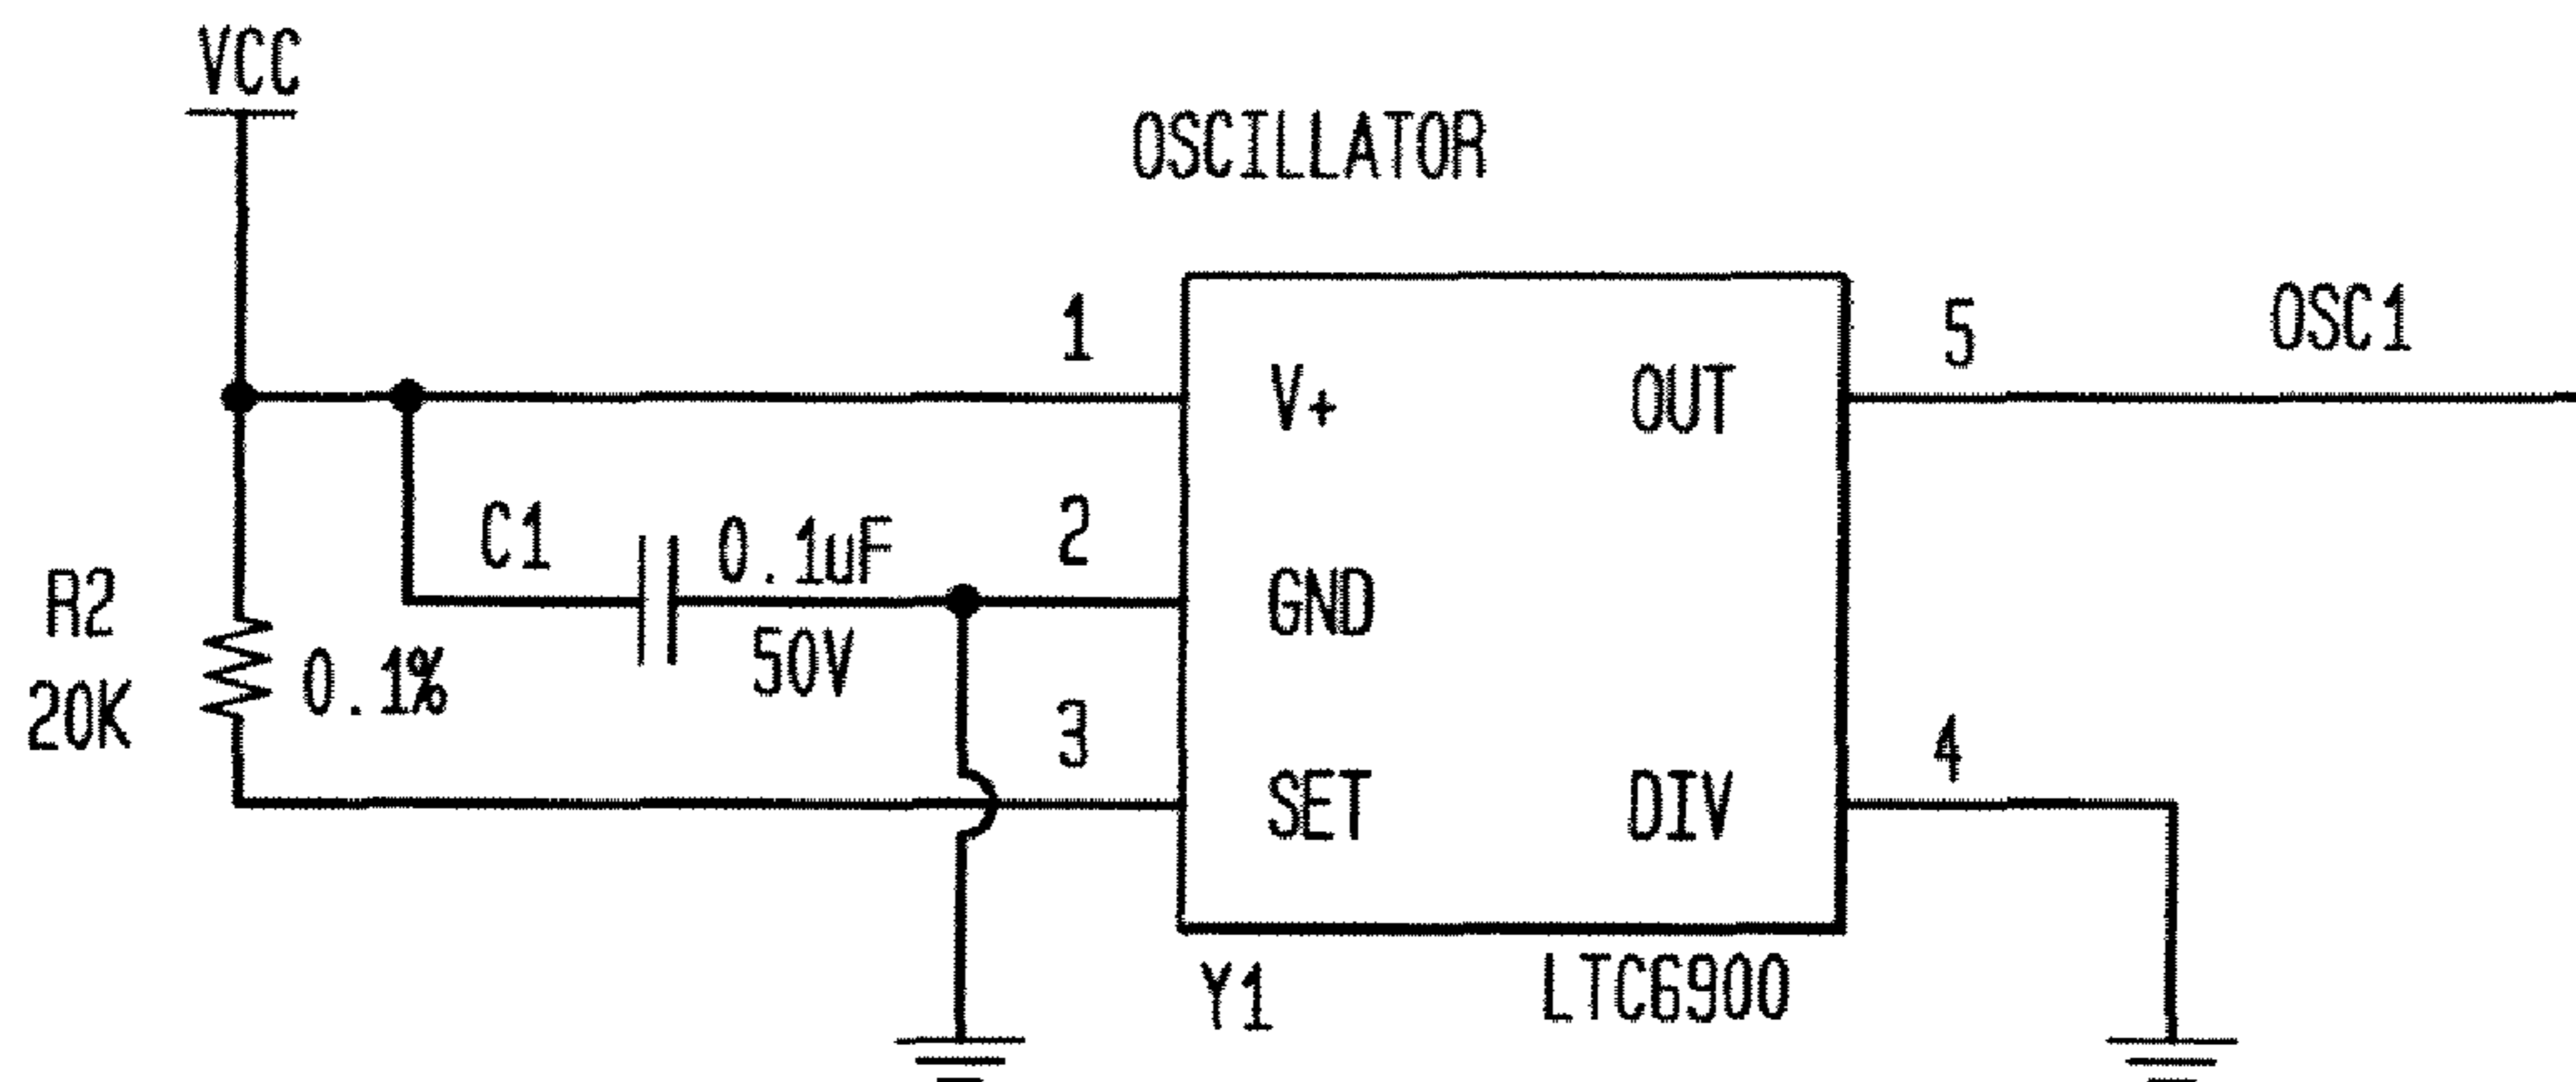 VCC
OSCILLATOR
1
5
OSC1
V+
OUT
C1
0.1uF
2
R2
GND
50V
0.1%
20K
3
4
SET
DIV
Y1
LTC6900